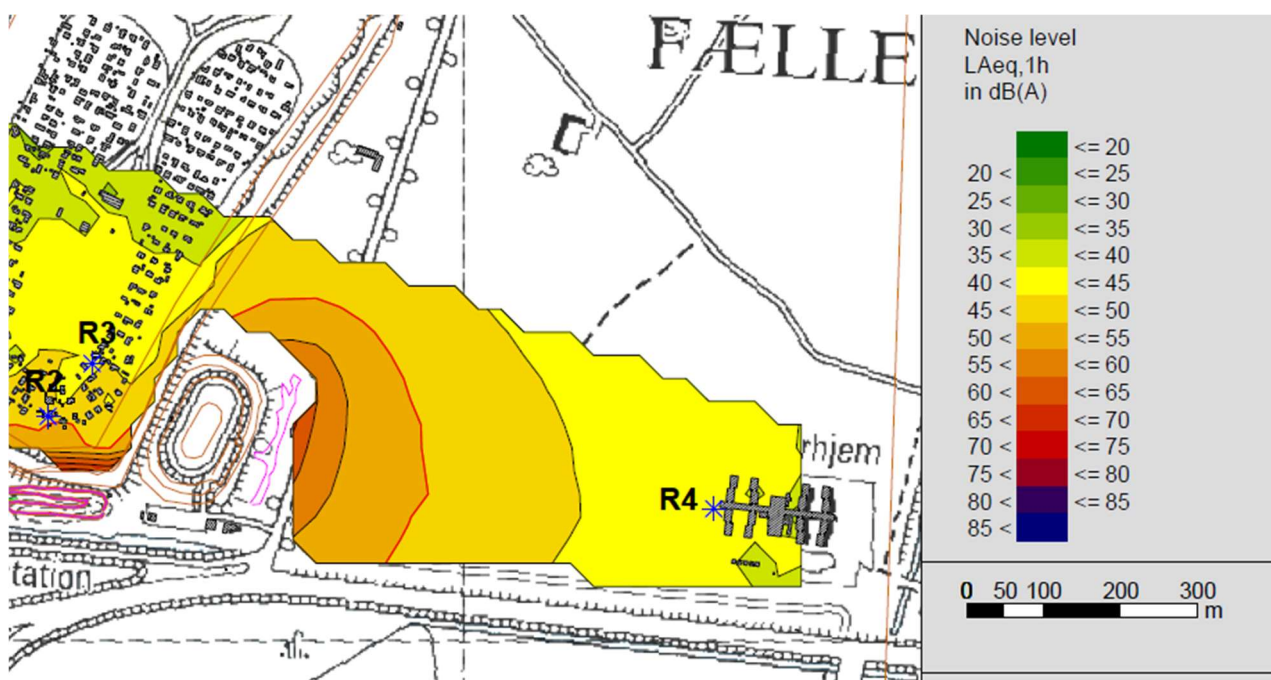 FÆLLE
R3
R2
R4
rhjem
tation
Noise level
LAeq,1h
in dB(A)
<= 20
20 < <= 25
25 < <= 30
30 < <= 35
35 < <= 40
40 < <= 45
45 < <= 50
50 < <= 55
55 < <= 60
60 < <= 65
65 < <= 70
70 < <= 75
75 < <= 80
80 < <= 85
85 <
0 50 100 200 300
m